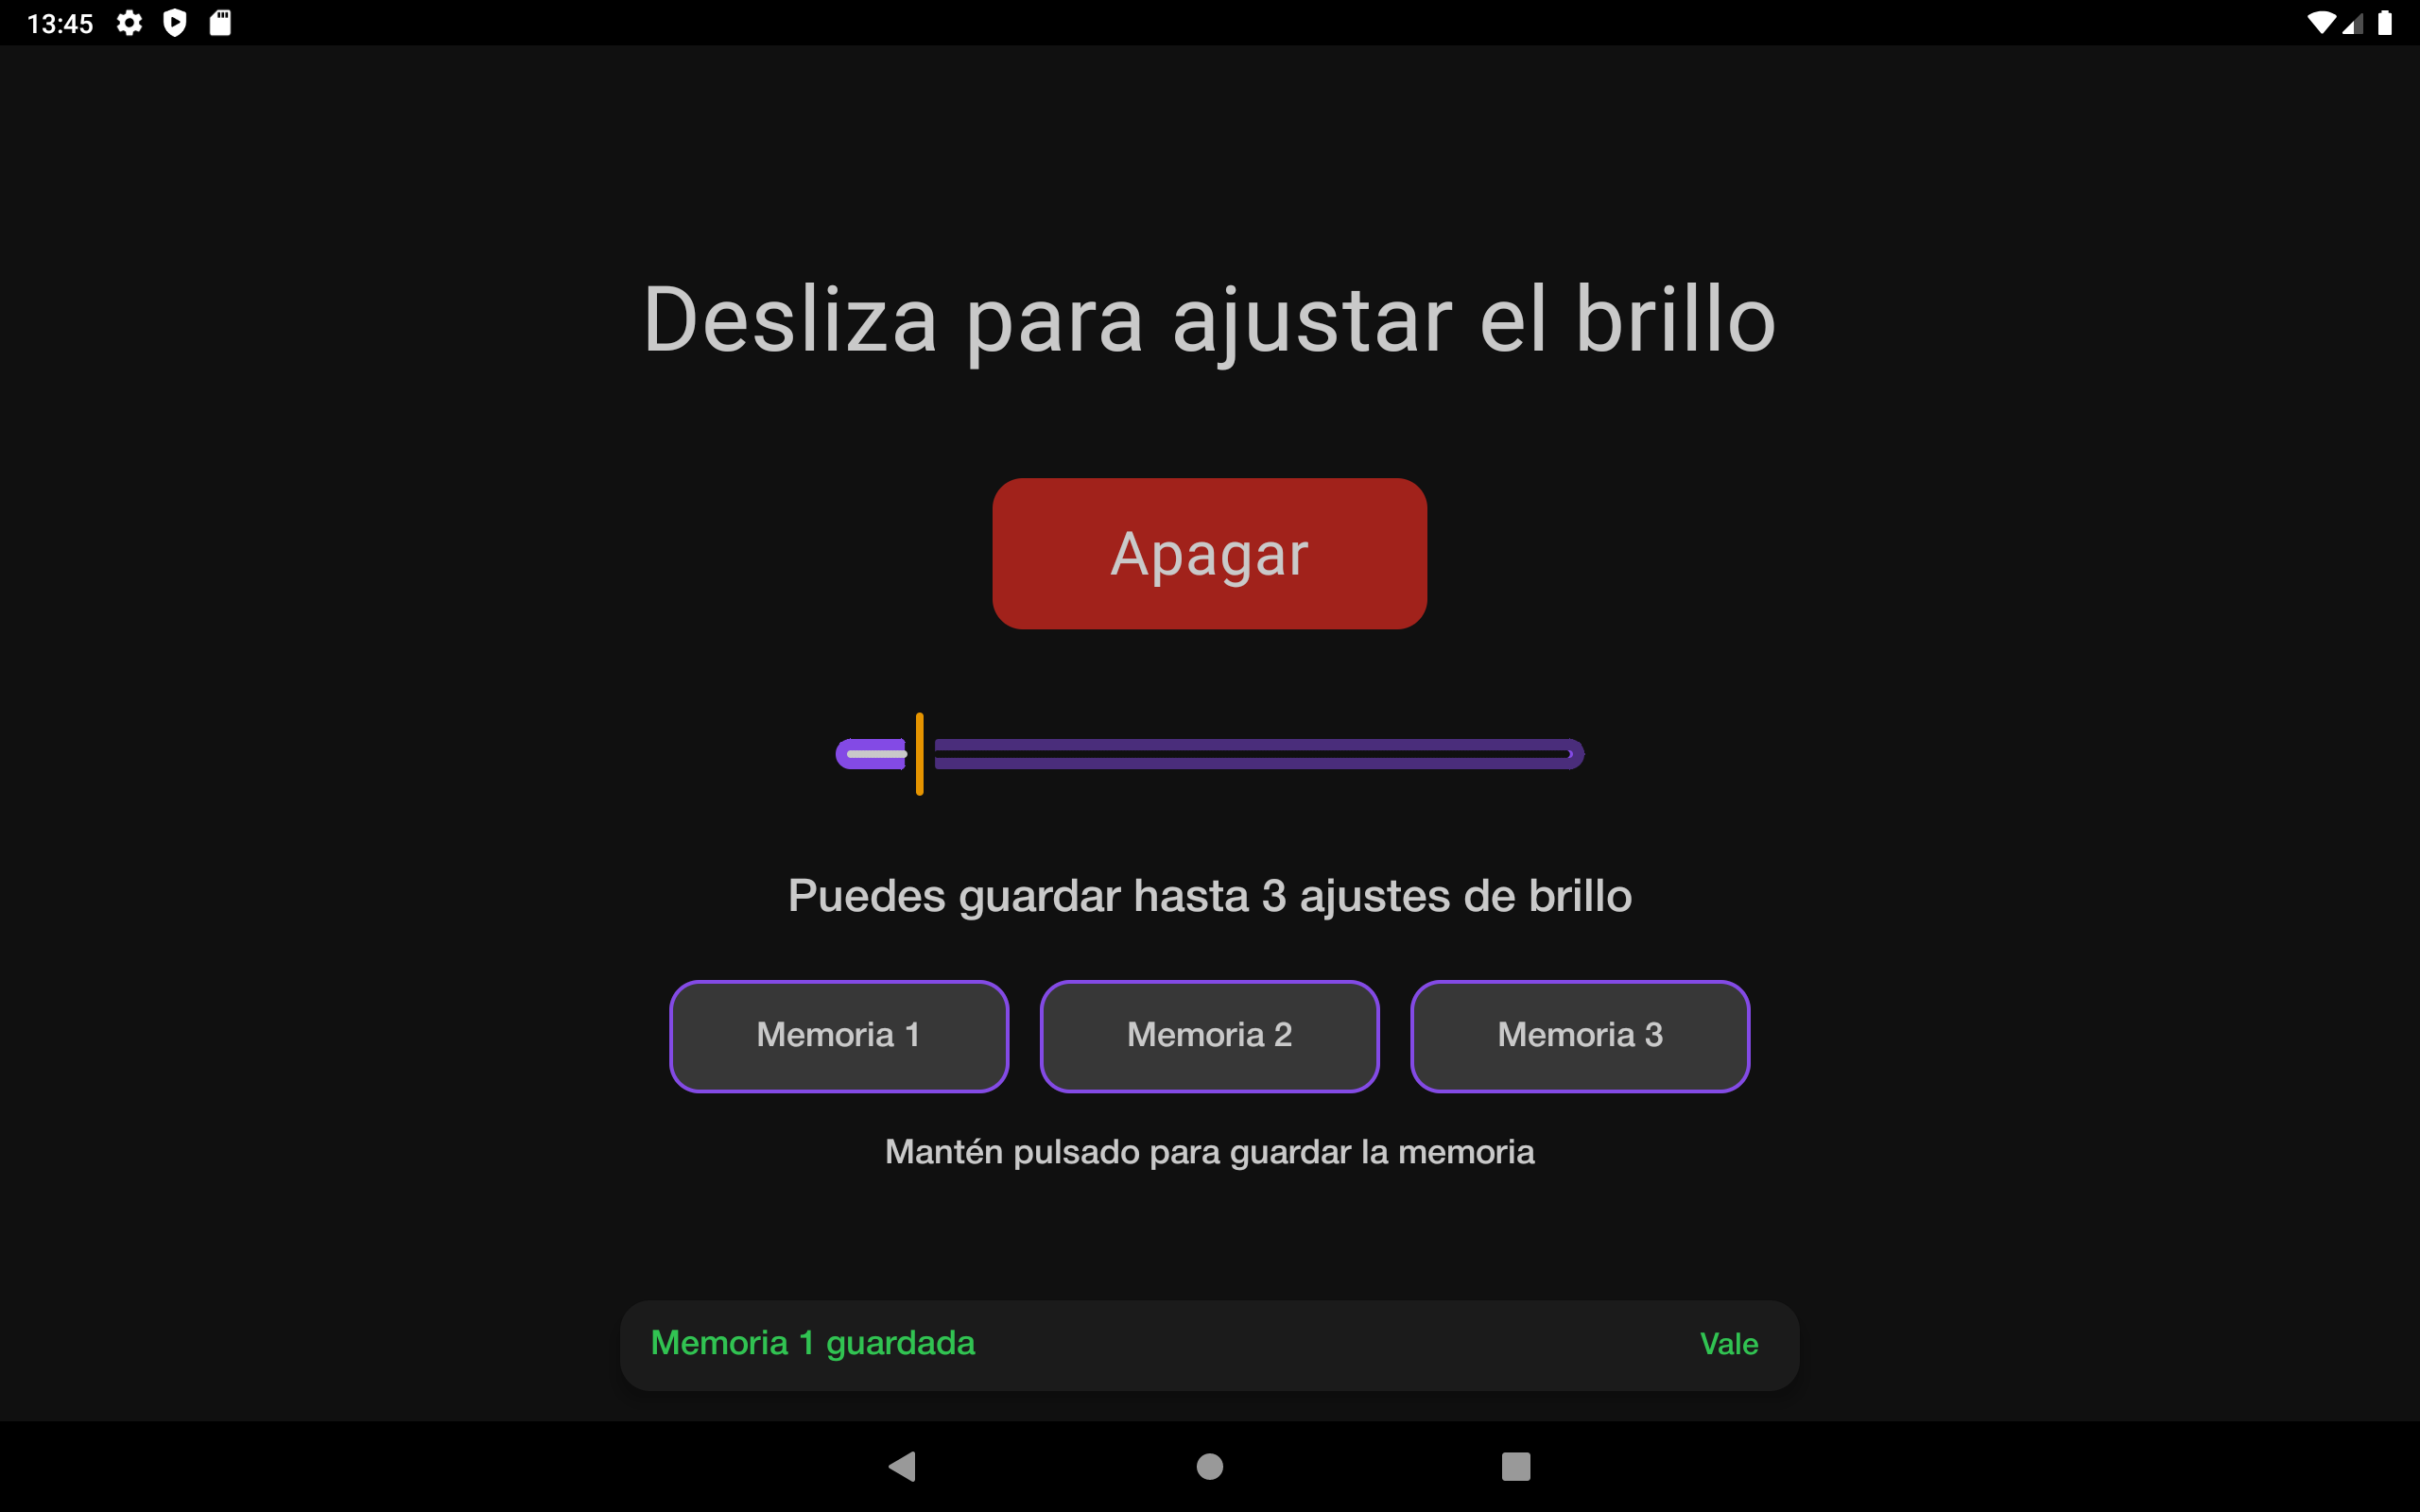 13:45
Desliza para ajustar el brillo
Apagar
Puedes guardar hasta 3 ajustes de brillo
Memoria 1 Memoria 2 Memoria 3
Mantén pulsado para guardar la memoria
Memoria 1 guardada Vale